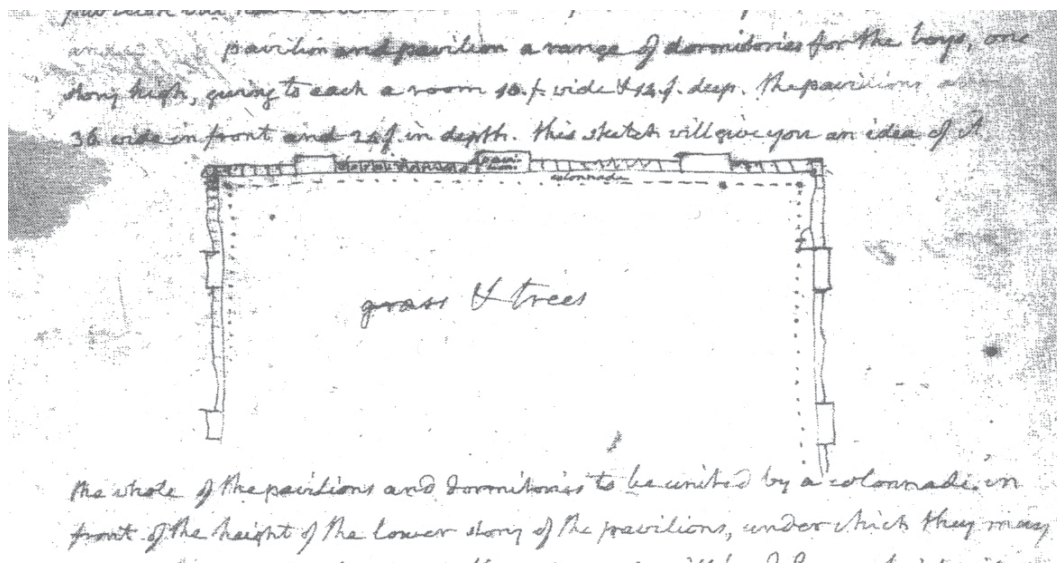 pavilion and pavilion a range of dormitories for the boys, one
story high, giving to each a room 10.f. wide & 14.f. deep. the pavilions
36 wide in front and 24.f. in depth. this sketch will give you an idea of it
pavilion
colonnade
grass & trees
the whole of the pavilions and dormitories to be united by a colonnade in
front of the height of the lower story of the pavilions, under which they may